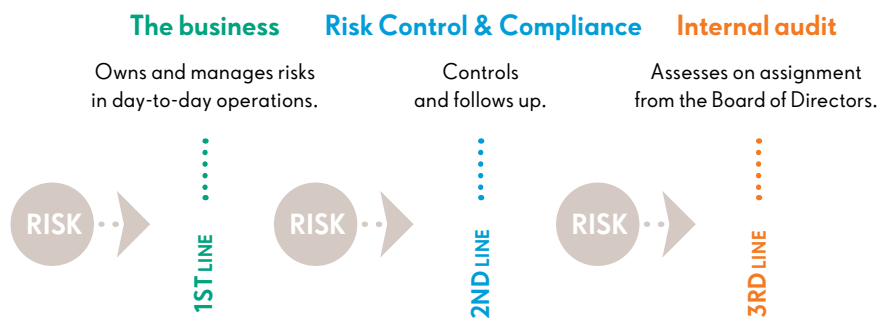 The business
Owns and manages risks
in day-to-day operations.
Risk Control & Compliance
Controls
and follows up.
Internal audit
Assesses on assignment
from the Board of Directors.
RISK
1ST LINE
RISK
2ND LINE
RISK
3RD LINE